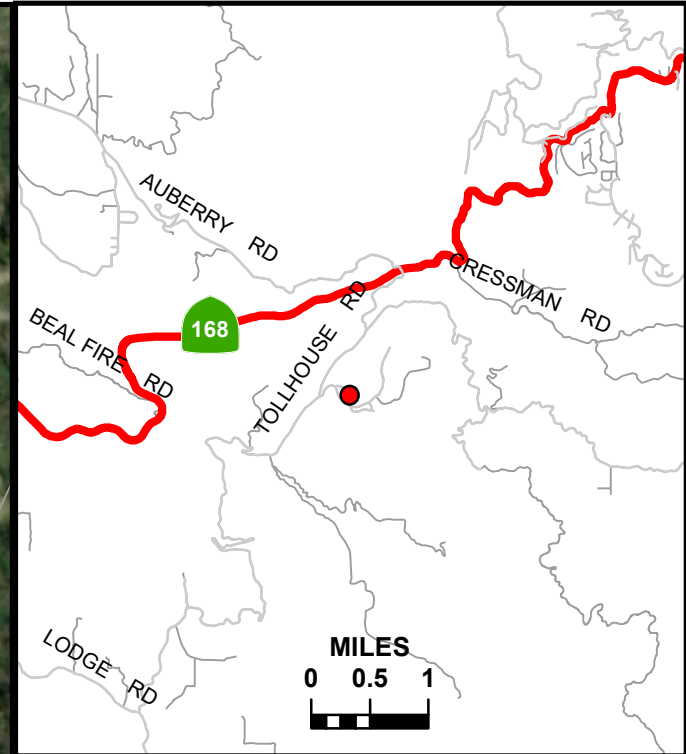 AUBERRY RD
CRESSMAN RD
168
TOLLHOUSE RD
BEAL FIRE RD
LODGE RD
MILES
0 0.5 1